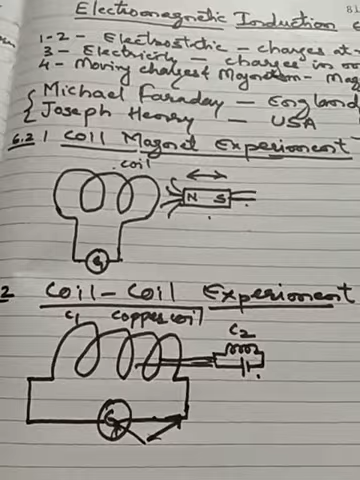 Electromagnetic Induction
1-2 - Electrostatic - charges at
3 - Electricity - charges in
4 - Moving charges & Magnetism -
Michael Faraday - England
Joseph Henry - USA
6.2.1 Coil Magnet Experiment
coil
N S
G
2 Coil - Coil Experiment
C1 Copper coil
C2
G